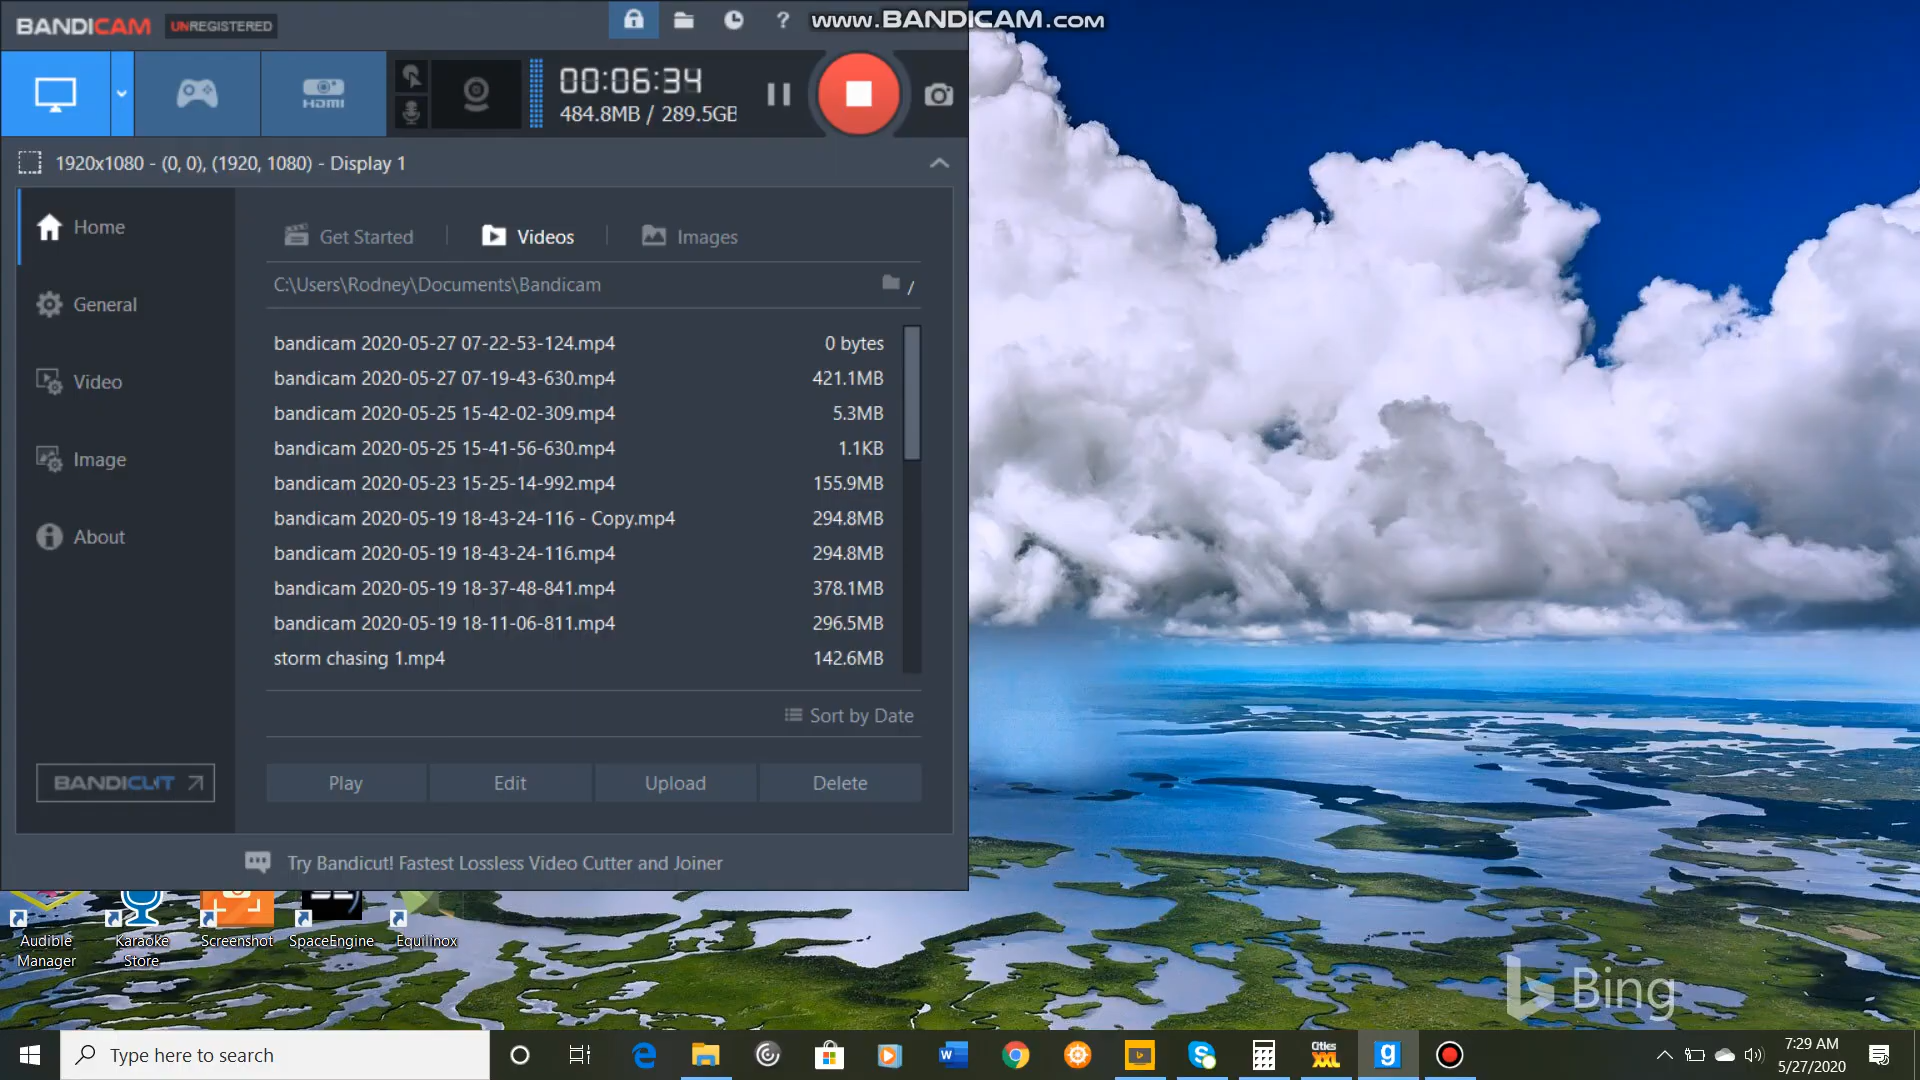 BANDICAM UNREGISTERED
?
www.BANDICAM.com
HDMI
00:06:34
484.8MB / 289.5GB
1920x1080 - (0, 0), (1920, 1080) - Display 1
Home
General
Video
Image
About
BANDICUT
Get Started
Videos
Images
C:\Users\Rodney\Documents\Bandicam
/
bandicam 2020-05-27 07-22-53-124.mp4 0 bytes
bandicam 2020-05-27 07-19-43-630.mp4 421.1MB
bandicam 2020-05-25 15-42-02-309.mp4 5.3MB
bandicam 2020-05-25 15-41-56-630.mp4 1.1KB
bandicam 2020-05-23 15-25-14-992.mp4 155.9MB
bandicam 2020-05-19 18-43-24-116 - Copy.mp4 294.8MB
bandicam 2020-05-19 18-43-24-116.mp4 294.8MB
bandicam 2020-05-19 18-37-48-841.mp4 378.1MB
bandicam 2020-05-19 18-11-06-811.mp4 296.5MB
storm chasing 1.mp4 142.6MB
Sort by Date
Play Edit Upload Delete
Try Bandicut! Fastest Lossless Video Cutter and Joiner
Audible Manager
Karaoke Store
Screenshot
SpaceEngine
Equilinox
Bing
Type here to search
Cities XXL
7:29 AM
5/27/2020